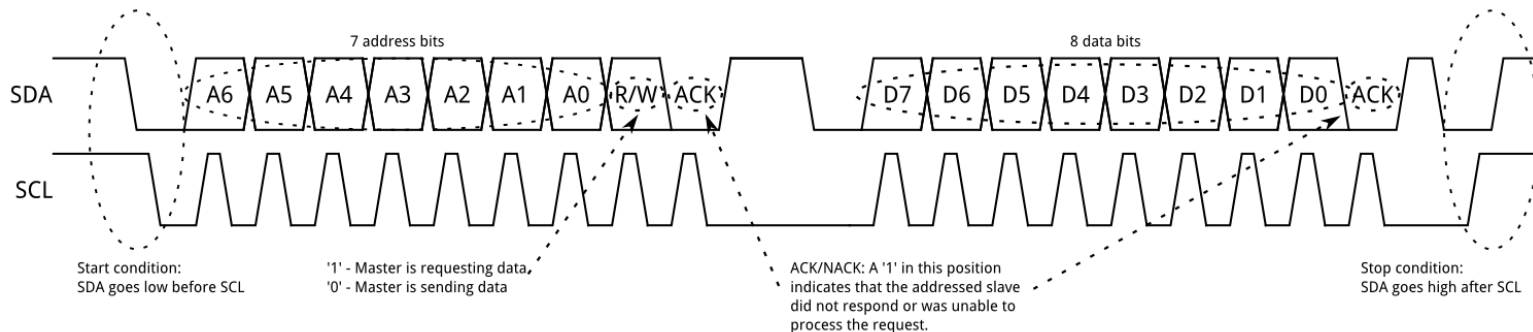 7 address bits
8 data bits
SDA
A6 A5 A4 A3 A2 A1 A0 R/W ACK D7 D6 D5 D4 D3 D2 D1 D0 ACK
SCL
Start condition:
SDA goes low before SCL
'1' - Master is requesting data
'0' - Master is sending data
ACK/NACK: A '1' in this position
indicates that the addressed slave
did not respond or was unable to
process the request.
Stop condition:
SDA goes high after SCL